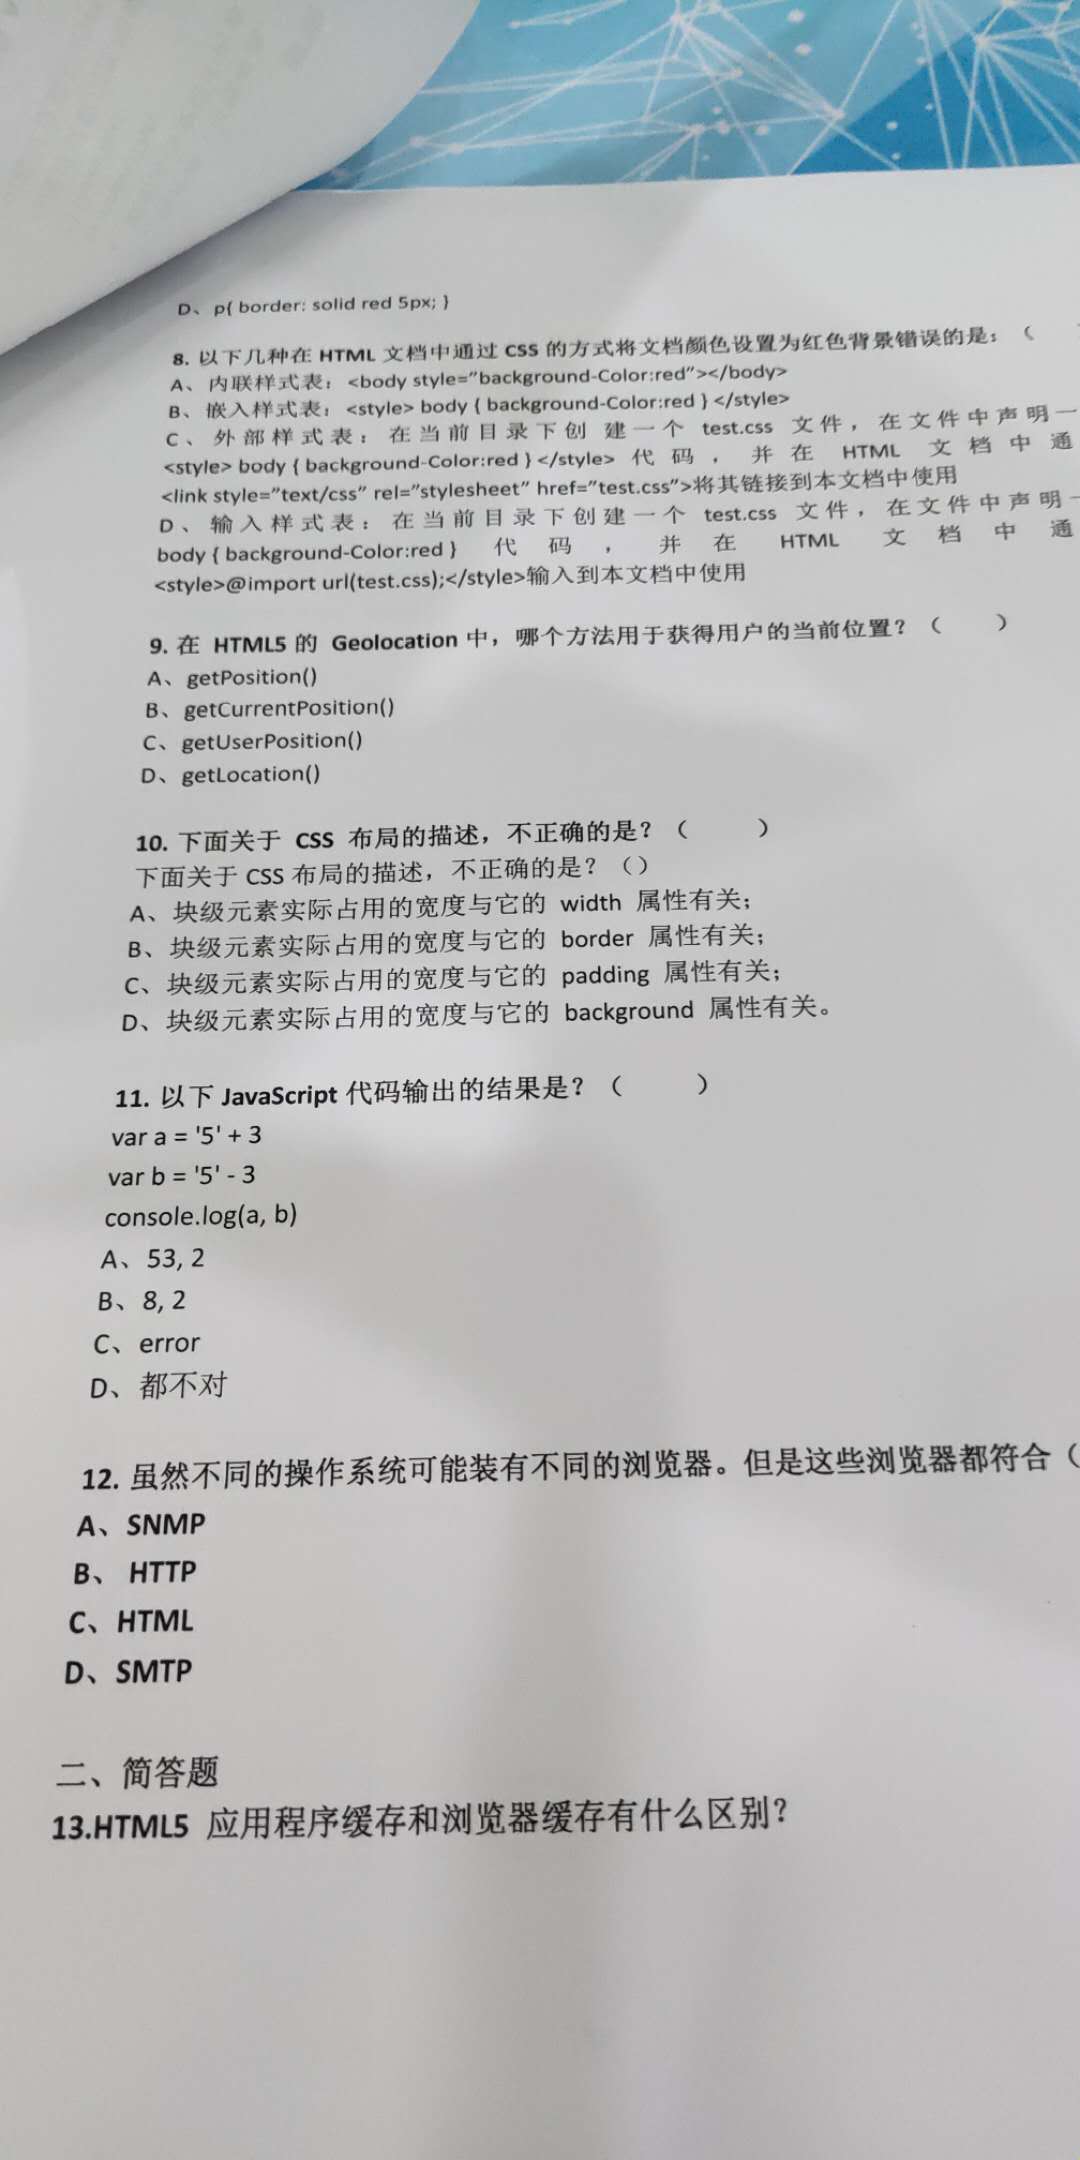 D、p{ border: solid red 5px; }
8. 以下几种在 HTML 文档中通过 CSS 的方式将文档颜色设置为红色背景错误的是：（
A、内联样式表：<body style="background-Color:red"></body>
B、嵌入样式表：<style> body { background-Color:red } </style>
C、外部样式表：在当前目录下创 建一个 test.css 文件，在文件中声明一
<style> body { background-Color:red } </style> 代码，并在 HTML 文档中通
<link style="text/css" rel="stylesheet" href="test.css">将其链接到本文档中使用
D、输入样式表：在当前目录下创建一个 test.css 文件，在文件中声明一
body { background-Color:red } 代码，并在 HTML 文档中通
<style>@import url(test.css);</style>输入到本文档中使用
9. 在 HTML5 的 Geolocation 中，哪个方法用于获得用户的当前位置？（ ）
A、getPosition()
B、getCurrentPosition()
C、getUserPosition()
D、getLocation()
10. 下面关于 CSS 布局的描述，不正确的是？（ ）
下面关于 CSS 布局的描述，不正确的是？（）
A、块级元素实际占用的宽度与它的 width 属性有关；
B、块级元素实际占用的宽度与它的 border 属性有关；
C、块级元素实际占用的宽度与它的 padding 属性有关；
D、块级元素实际占用的宽度与它的 background 属性有关。
11. 以下 JavaScript 代码输出的结果是？（ ）
var a = '5' + 3
var b = '5' - 3
console.log(a, b)
A、53, 2
B、8, 2
C、error
D、都不对
12. 虽然不同的操作系统可能装有不同的浏览器。但是这些浏览器都符合（
A、SNMP
B、 HTTP
C、HTML
D、SMTP
二、简答题
13.HTML5 应用程序缓存和浏览器缓存有什么区别？